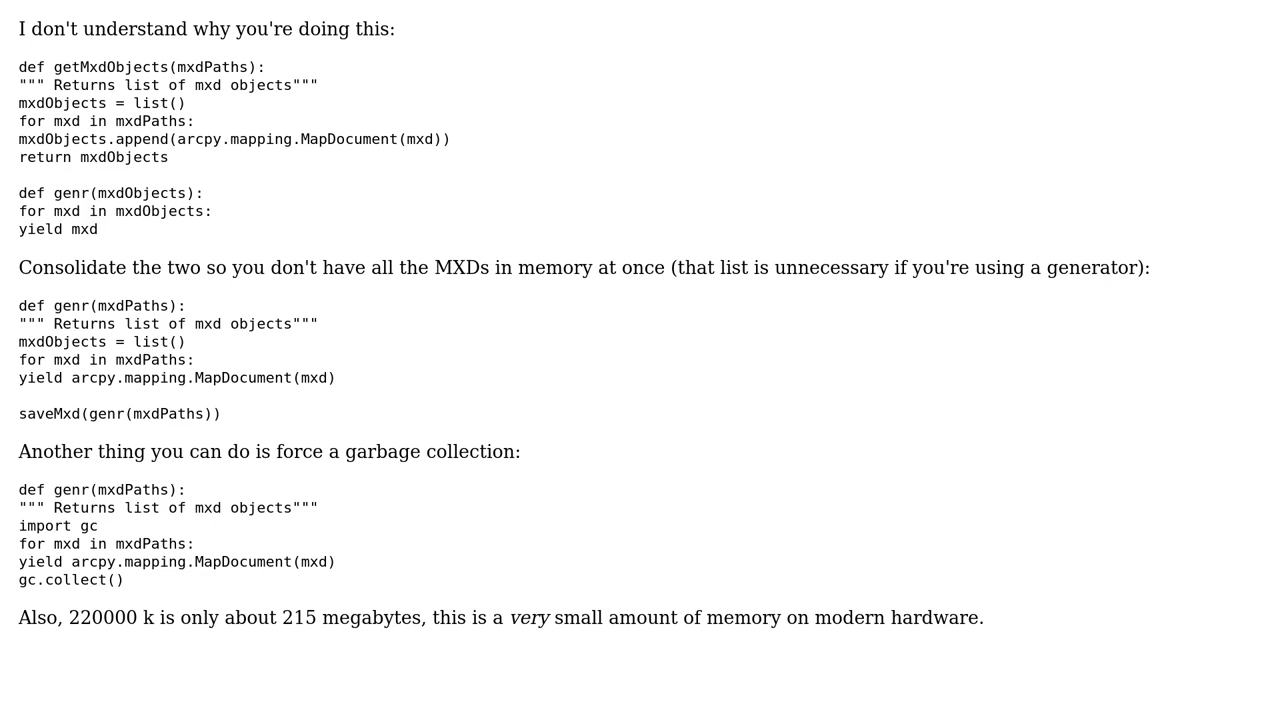 I don't understand why you're doing this:
def getMxdObjects(mxdPaths):
""" Returns list of mxd objects"""
mxdObjects = list()
for mxd in mxdPaths:
mxdObjects.append(arcpy.mapping.MapDocument(mxd))
return mxdObjects
def genr(mxdObjects):
for mxd in mxdObjects:
yield mxd
Consolidate the two so you don't have all the MXDs in memory at once (that list is unnecessary if you're using a generator):
def genr(mxdPaths):
""" Returns list of mxd objects"""
mxdObjects = list()
for mxd in mxdPaths:
yield arcpy.mapping.MapDocument(mxd)
saveMxd(genr(mxdPaths))
Another thing you can do is force a garbage collection:
def genr(mxdPaths):
""" Returns list of mxd objects"""
import gc
for mxd in mxdPaths:
yield arcpy.mapping.MapDocument(mxd)
gc.collect()
Also, 220000 k is only about 215 megabytes, this is a very small amount of memory on modern hardware.